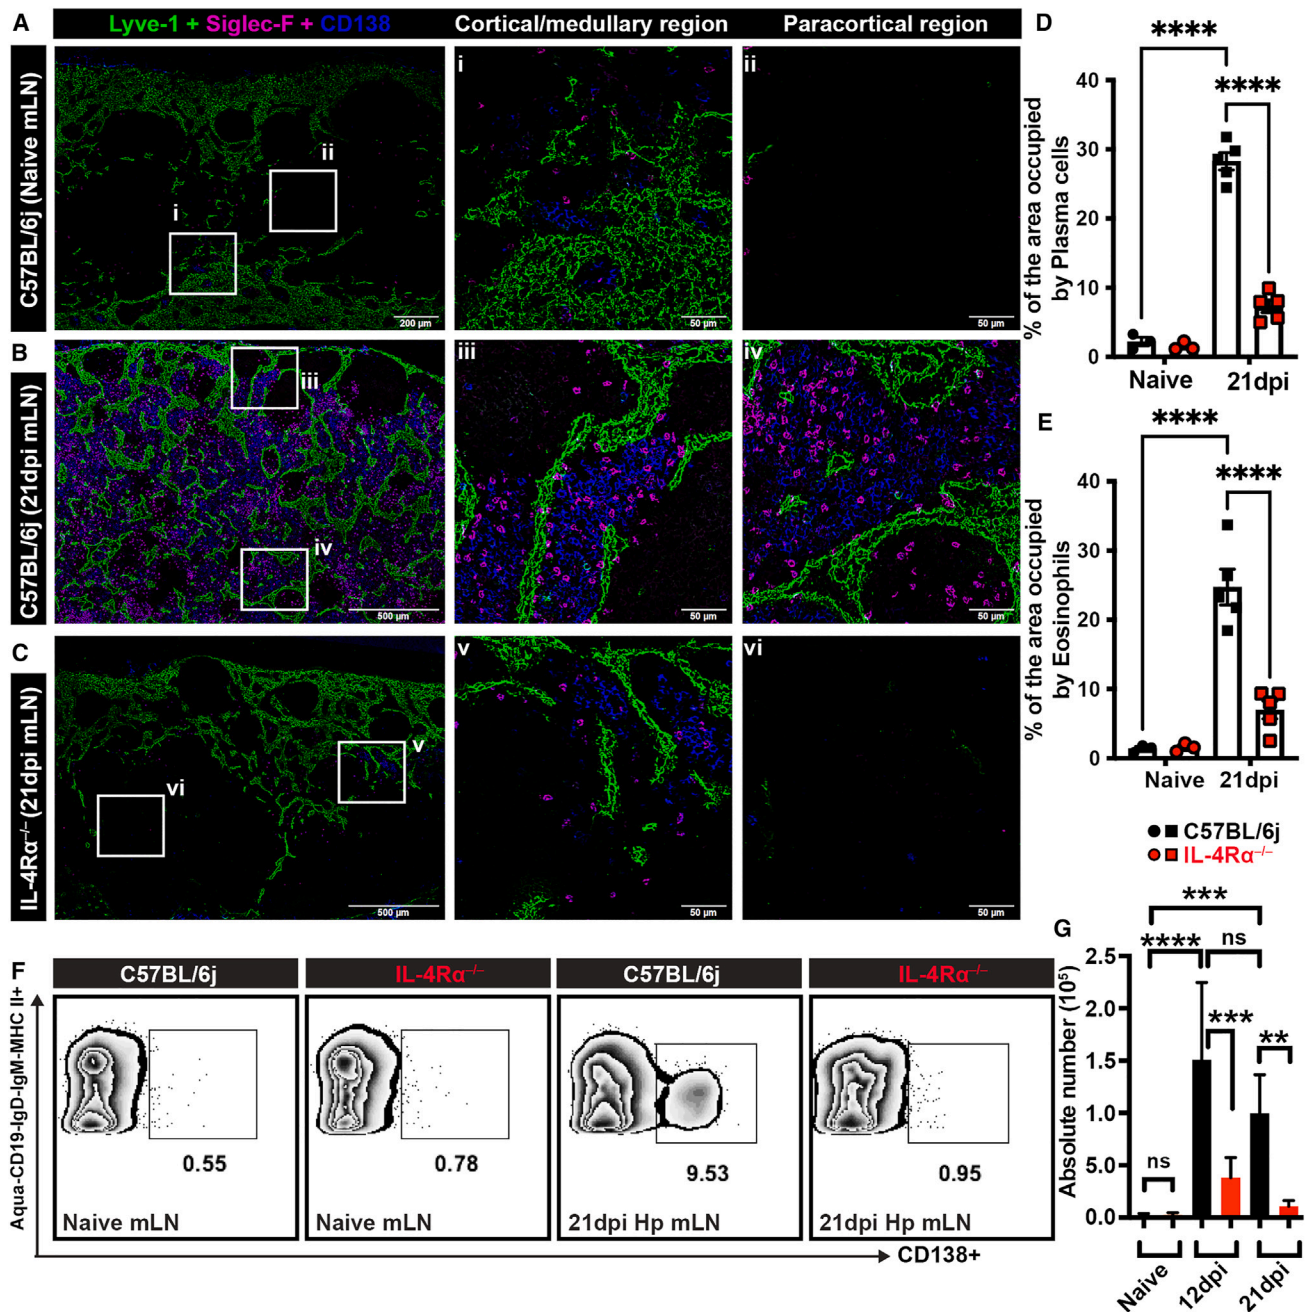 A
Lyve-1 + Siglec-F + CD138
Cortical/medullary region
Paracortical region
C57BL/6j (Naive mLN)
i
ii
200 µm
i
50 µm
ii
50 µm
B
C57BL/6j (21dpi mLN)
iii
iv
500 µm
iii
50 µm
iv
50 µm
C
IL-4Rα−/− (21dpi mLN)
v
vi
500 µm
v
50 µm
vi
50 µm
D
% of the area occupied
by Plasma cells
****
****
40
30
20
10
0
Naive
21dpi
E
% of the area occupied
by Eosinophils
****
****
40
30
20
10
0
Naive
21dpi
C57BL/6j
IL-4Rα−/−
F
Aqua-CD19-IgD-IgM-MHC II+
C57BL/6j
IL-4Rα−/−
C57BL/6j
IL-4Rα−/−
0.55
0.78
9.53
0.95
Naive mLN
Naive mLN
21dpi Hp mLN
21dpi Hp mLN
CD138+
G
Absolute number (10⁵)
***
****
ns
***
**
ns
2.5
2.0
1.5
1.0
5.0
0.0
Naive
12dpi
21dpi